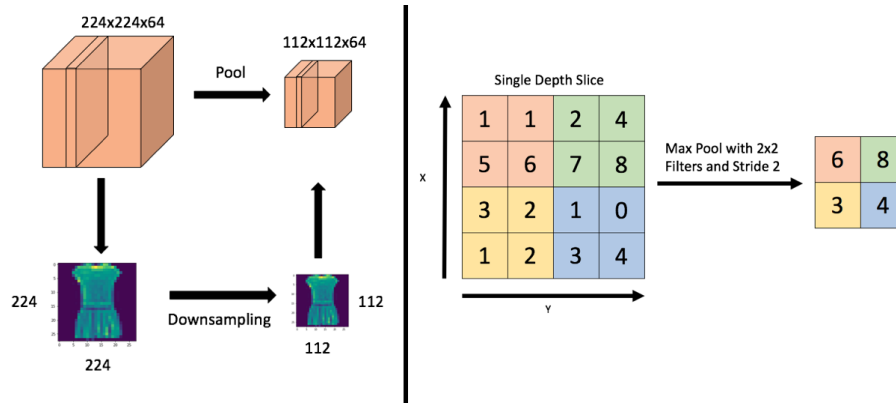 224x224x64
112x112x64
Pool
224
224
Downsampling
112
112
Single Depth Slice
X
1 1 2 4
5 6 7 8
3 2 1 0
1 2 3 4
Y
Max Pool with 2x2
Filters and Stride 2
6 8
3 4